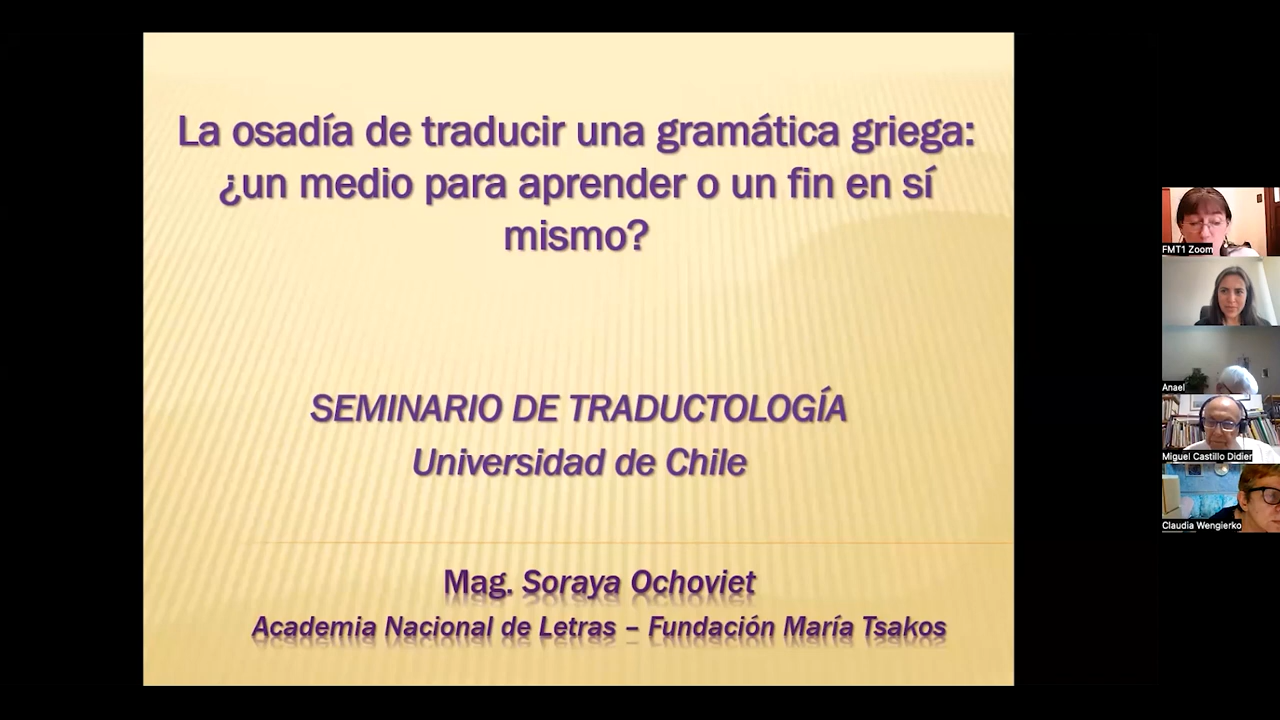 La osadía de traducir una gramática griega:
¿un medio para aprender o un fin en sí
mismo?
SEMINARIO DE TRADUCTOLOGÍA
Universidad de Chile
Mag. Soraya Ochoviet
Academia Nacional de Letras – Fundación María Tsakos
FMT1 Zoom
Anael
Miguel Castillo Didier
Claudia Wengierko